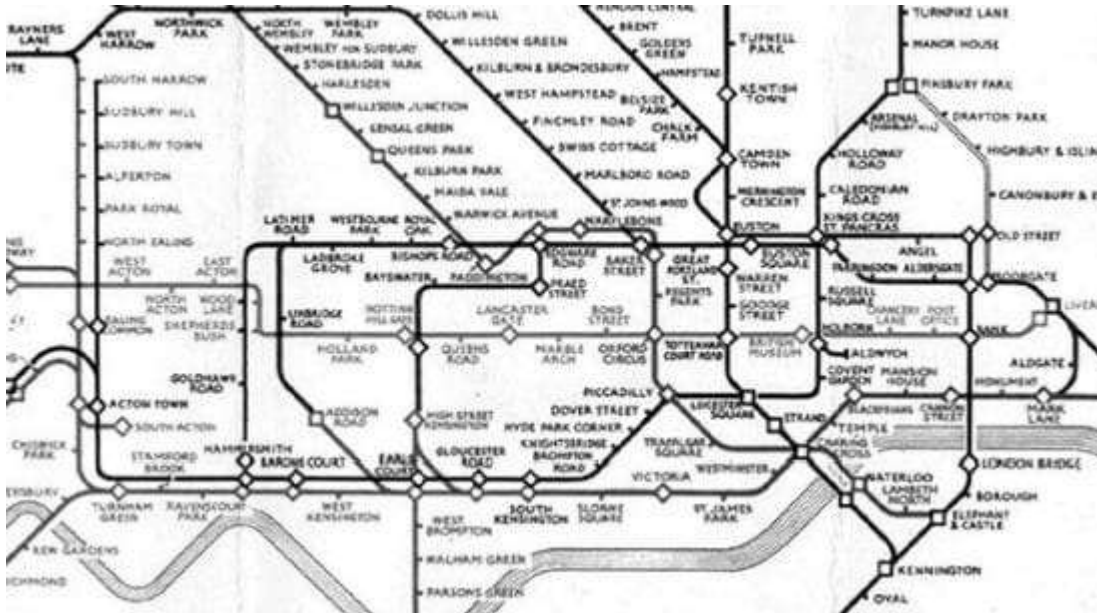 RAYNERS
LANE
WEST
HARROW
NORTHWICK
PARK
NORTH
WEMBLEY
WEMBLEY
PARK
DOLLIS HILL
HENDON CENTRAL
BRENT
GOLDERS
GREEN
TUFNELL
PARK
TURNPIKE LANE
MANOR HOUSE
WEMBLEY FOR SUDBURY
STONEBRIDGE PARK
HARLESDEN
WILLESDEN JUNCTION
KENSAL GREEN
QUEENS PARK
KILBURN PARK
MAIDA VALE
WARWICK AVENUE
WILLESDEN GREEN
KILBURN & BRONDESBURY
WEST HAMPSTEAD
FINCHLEY ROAD
SWISS COTTAGE
MARLBORO ROAD
ST JOHNS WOOD
HAMPSTEAD
BELSIZE
PARK
CHALK
FARM
KENTISH
TOWN
CAMDEN
TOWN
MORNINGTON
CRESCENT
EUSTON
FINSBURY PARK
ARSENAL
(HIGHBURY HILL)
DRAYTON PARK
HIGHBURY & ISLIN
HOLLOWAY
ROAD
CALEDONIAN
ROAD
CANONBURY & E
KINGS CROSS
ST. PANCRAS
ANGEL
OLD STREET
SOUTH HARROW
SUDBURY HILL
SUDBURY TOWN
ALPERTON
PARK ROYAL
NORTH EALING
WEST
ACTON
EAST
ACTON
NORTH
ACTON
WOOD
LANE
SHEPHERDS
BUSH
EALING
COMMON
LATIMER
ROAD
WESTBOURNE
PARK
ROYAL
OAK
LADBROKE
GROVE
BISHOPS ROAD
MARYLEBONE
EDGWARE
ROAD
BAKER
STREET
GREAT
PORTLAND
ST.
EUSTON
SQUARE
FARRINGDON
ALDERSGATE
MOORGATE
BAYSWATER
PADDINGTON
PRAED
STREET
REGENTS
PARK
WARREN
STREET
GOODGE
STREET
RUSSELL
SQUARE
UXBRIDGE
ROAD
NOTTING
HILL GATE
LANCASTER
GATE
BOND
STREET
HOLLAND
PARK
QUEENS
ROAD
MARBLE
ARCH
OXFORD
CIRCUS
TOTTENHAM
COURT ROAD
BRITISH
MUSEUM
HOLBORN
CHANCERY
LANE
POST
OFFICE
BANK
LIVER
ALDWYCH
ALDGATE
GOLDHAWK
ROAD
ACTON TOWN
SOUTH ACTON
ADDISON
ROAD
HIGH STREET
KENSINGTON
PICCADILLY
DOVER STREET
HYDE PARK CORNER
KNIGHTSBRIDGE
BROMPTON
ROAD
LEICESTER
SQUARE
COVENT
GARDEN
MANSION
HOUSE
MONUMENT
BLACKFRIARS
CANNON
STREET
MARK
LANE
STRAND
TEMPLE
CHARING
CROSS
TRAFALGAR
SQUARE
WESTMINSTER
CHISWICK
PARK
STAMFORD
BROOK
HAMMERSMITH
BARONS COURT
EARLS
COURT
GLOUCESTER
ROAD
VICTORIA
WATERLOO
LAMBETH
NORTH
LONDON BRIDGE
BOROUGH
ELEPHANT
& CASTLE
TURNHAM
GREEN
RAVENSCOURT
PARK
WEST
KENSINGTON
SOUTH
KENSINGTON
SLOANE
SQUARE
ST. JAMES
PARK
WEST
BROMPTON
WALHAM GREEN
PARSONS GREEN
KEW GARDENS
ICHMOND
KENNINGTON
OVAL